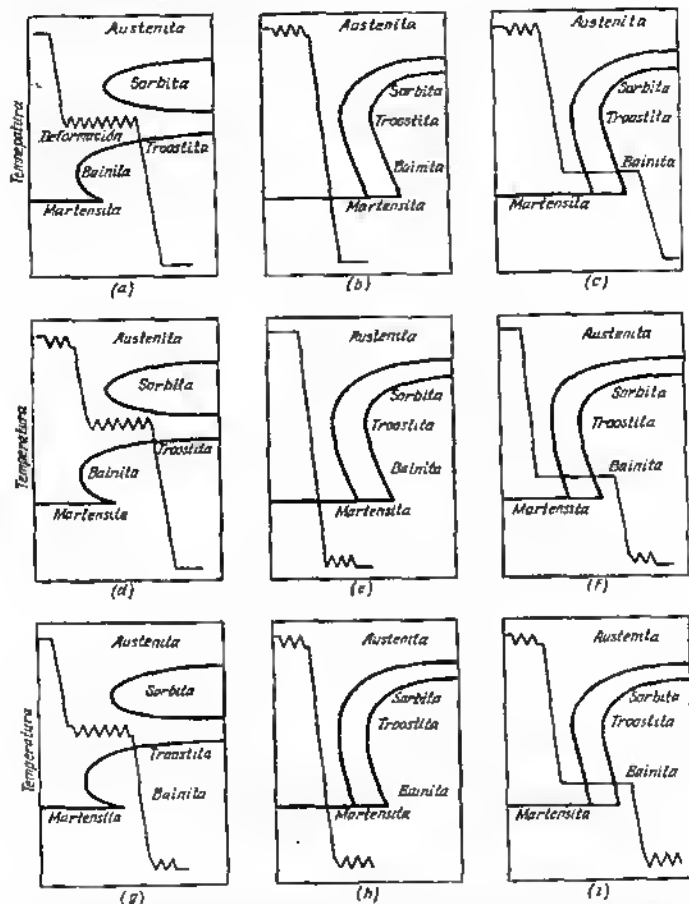 Temnepatura
Austenita
Sorbita
Deformación
Troostita
Bainita
Martensita
(a)
Austenita
Sorbita
Troostita
Bainita
Martensita
(b)
Austenita
Sorbita
Troostita
Bainita
Martensita
(c)
Temperatura
Austenita
Sorbita
Troostita
Bainita
Martensita
(d)
Austenita
Sorbita
Troostita
Bainita
Martensita
(e)
Austenita
Sorbita
Troostita
Bainita
Martensita
(f)
Temperatura
Austenita
Sorbita
Troostita
Bainita
Martensita
(g)
Austenita
Sorbita
Troostita
Bainita
Martensita
(h)
Austenita
Sorbita
Troostita
Bainita
Martensita
(i)